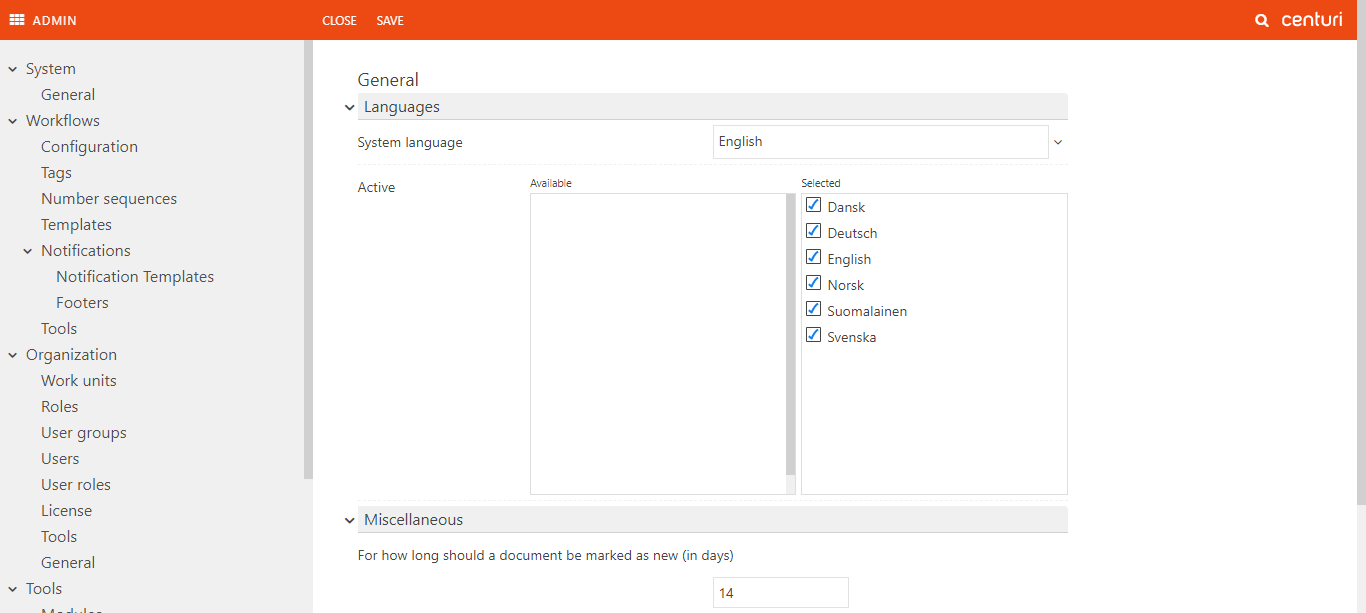 ADMIN
CLOSE SAVE
centuri
System
General
Workflows
Configuration
Tags
Number sequences
Templates
Notifications
Notification Templates
Footers
Tools
Organization
Work units
Roles
User groups
Users
User roles
License
Tools
General
Tools
Modules
General
Languages
System language
English
Active
Available
Selected
Dansk
Deutsch
English
Norsk
Suomalainen
Svenska
Miscellaneous
For how long should a document be marked as new (in days)
14